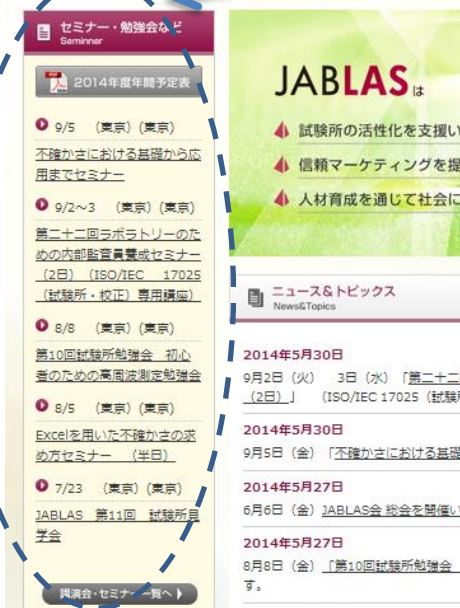 セミナー・勉強会など
Seminner
2014年度年間予定表
9/5 （東京）(東京)
不確かさにおける基礎から応
用までセミナー
9/2～3 （東京）(東京)
第二十二回ラボラトリーのた
めの内部監査員養成セミナー
（2日）（ISO/IEC 17025
（試験所・校正）専用講座）
8/8 （東京）(東京)
第10回試験所勉強会 初心
者のための高周波測定勉強会
8/5 （東京）(東京)
Excelを用いた不確かさの求
め方セミナー （半日）
7/23 （東京）(東京)
JABLAS 第11回 試験所見
学会
講演会・セミナー一覧へ
JABLAS は
試験所の活性化を支援い
信頼マーケティングを提
人材育成を通じて社会に
ニュース＆トピックス
News&Topics
2014年5月30日
9月2日（火） 3日（水）「第二十二
（2日）」 （ISO/IEC 17025（試験
2014年5月30日
9月5日（金）「不確かさにおける基礎
2014年5月27日
6月6日（金）JABLAS会 総会を開催い
2014年5月27日
8月8日（金）「第10回試験所勉強会
す。